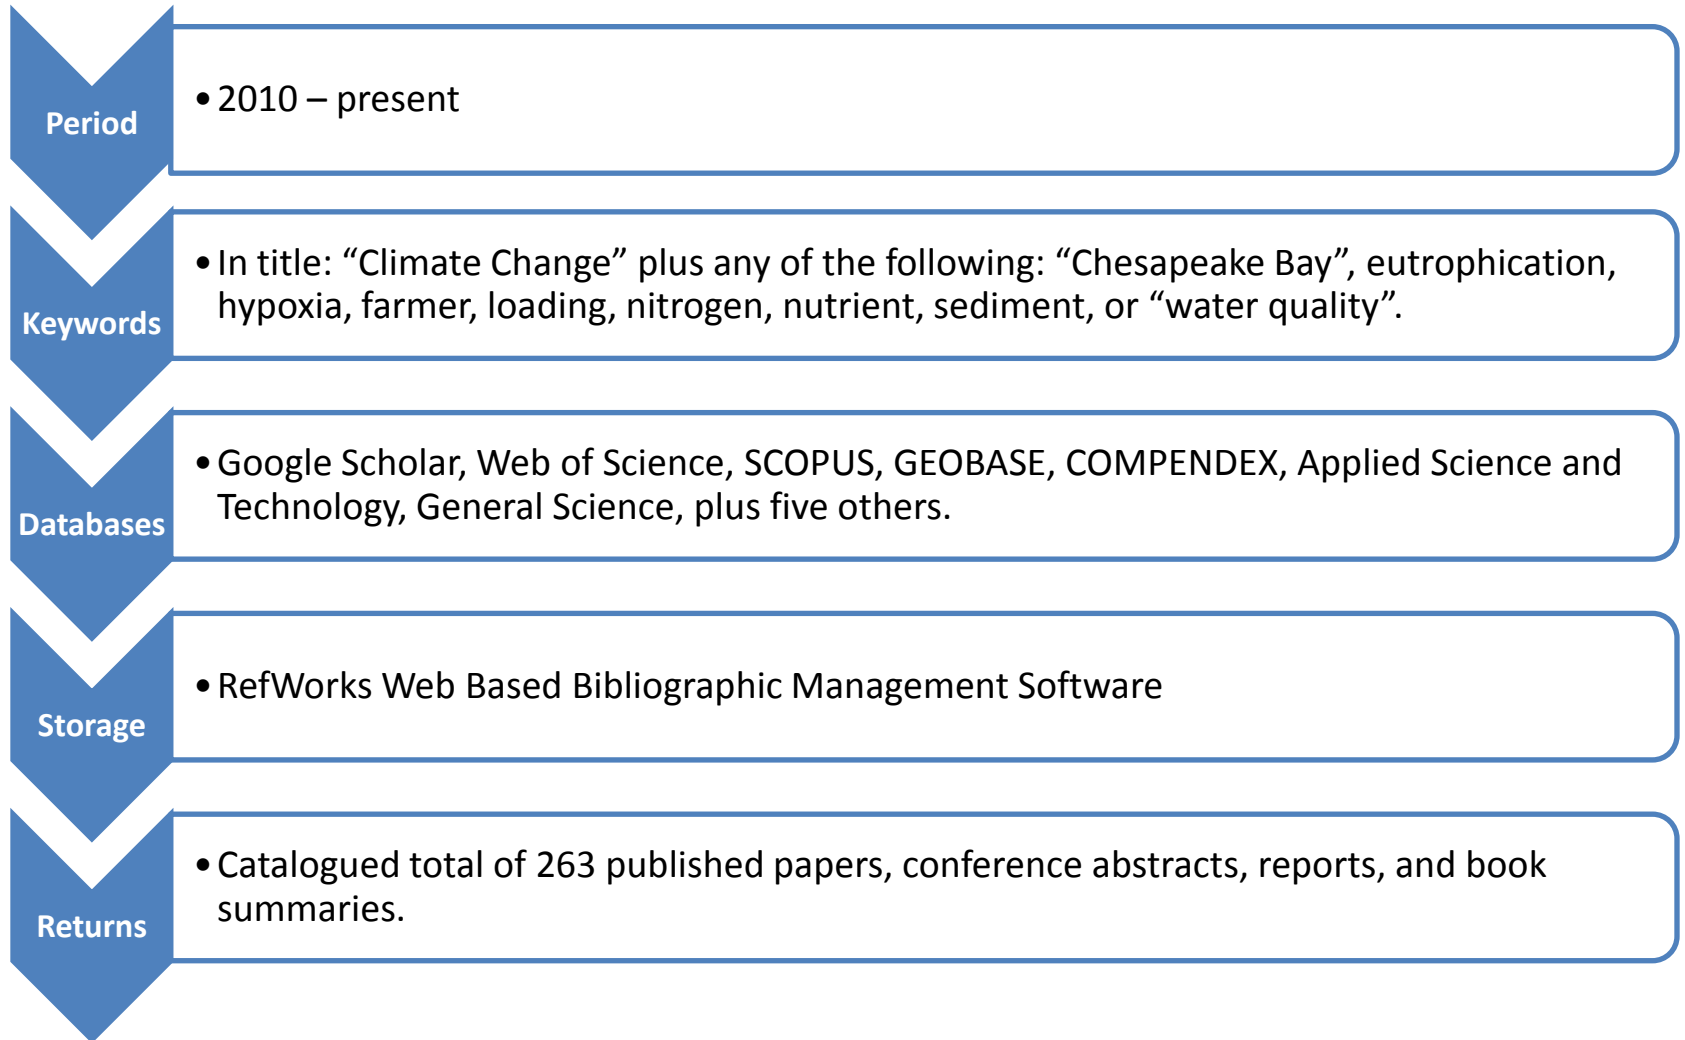 Period
• 2010 – present
Keywords
• In title: “Climate Change” plus any of the following: “Chesapeake Bay”, eutrophication,
hypoxia, farmer, loading, nitrogen, nutrient, sediment, or “water quality”.
Databases
• Google Scholar, Web of Science, SCOPUS, GEOBASE, COMPENDEX, Applied Science and
Technology, General Science, plus five others.
Storage
• RefWorks Web Based Bibliographic Management Software
Returns
• Catalogued total of 263 published papers, conference abstracts, reports, and book
summaries.